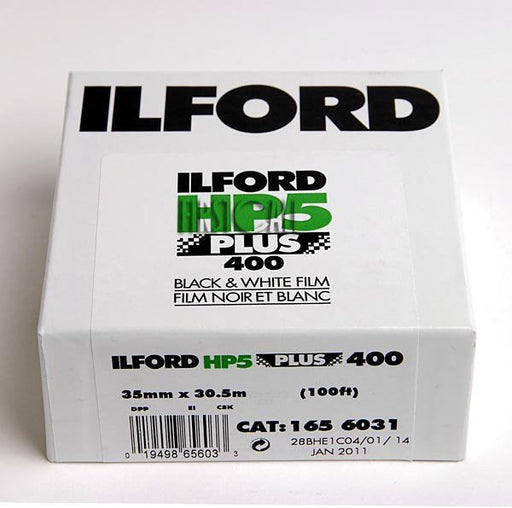 ILFORD
ILFORD
HP5
PLUS
400
BLACK & WHITE FILM
FILM NOIR ET BLANC
ILFORD HP5 PLUS 400
35mm x 30.5m (100ft)
DPP EI CSK
CAT: 165 6031
28BHE1C04/01/ 14
JAN 2011
0 19498 65603 3